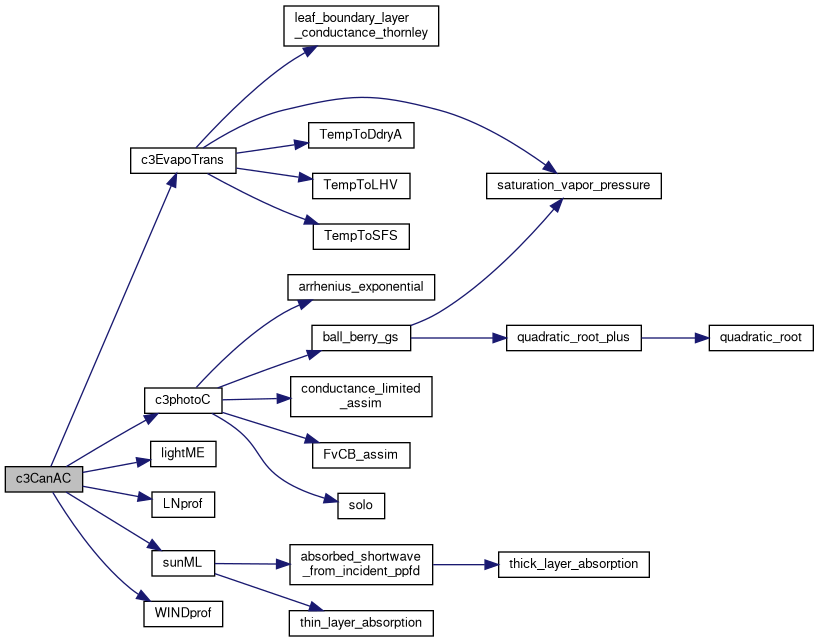 leaf_boundary_layer
_conductance_thornley
TempToDdryA
c3EvapoTrans
TempToLHV
saturation_vapor_pressure
TempToSFS
arrhenius_exponential
ball_berry_gs
quadratic_root_plus
quadratic_root
conductance_limited
_assim
c3photoC
lightME
FvCB_assim
c3CanAC
LNprof
solo
sunML
absorbed_shortwave
_from_incident_ppfd
thick_layer_absorption
WINDprof
thin_layer_absorption